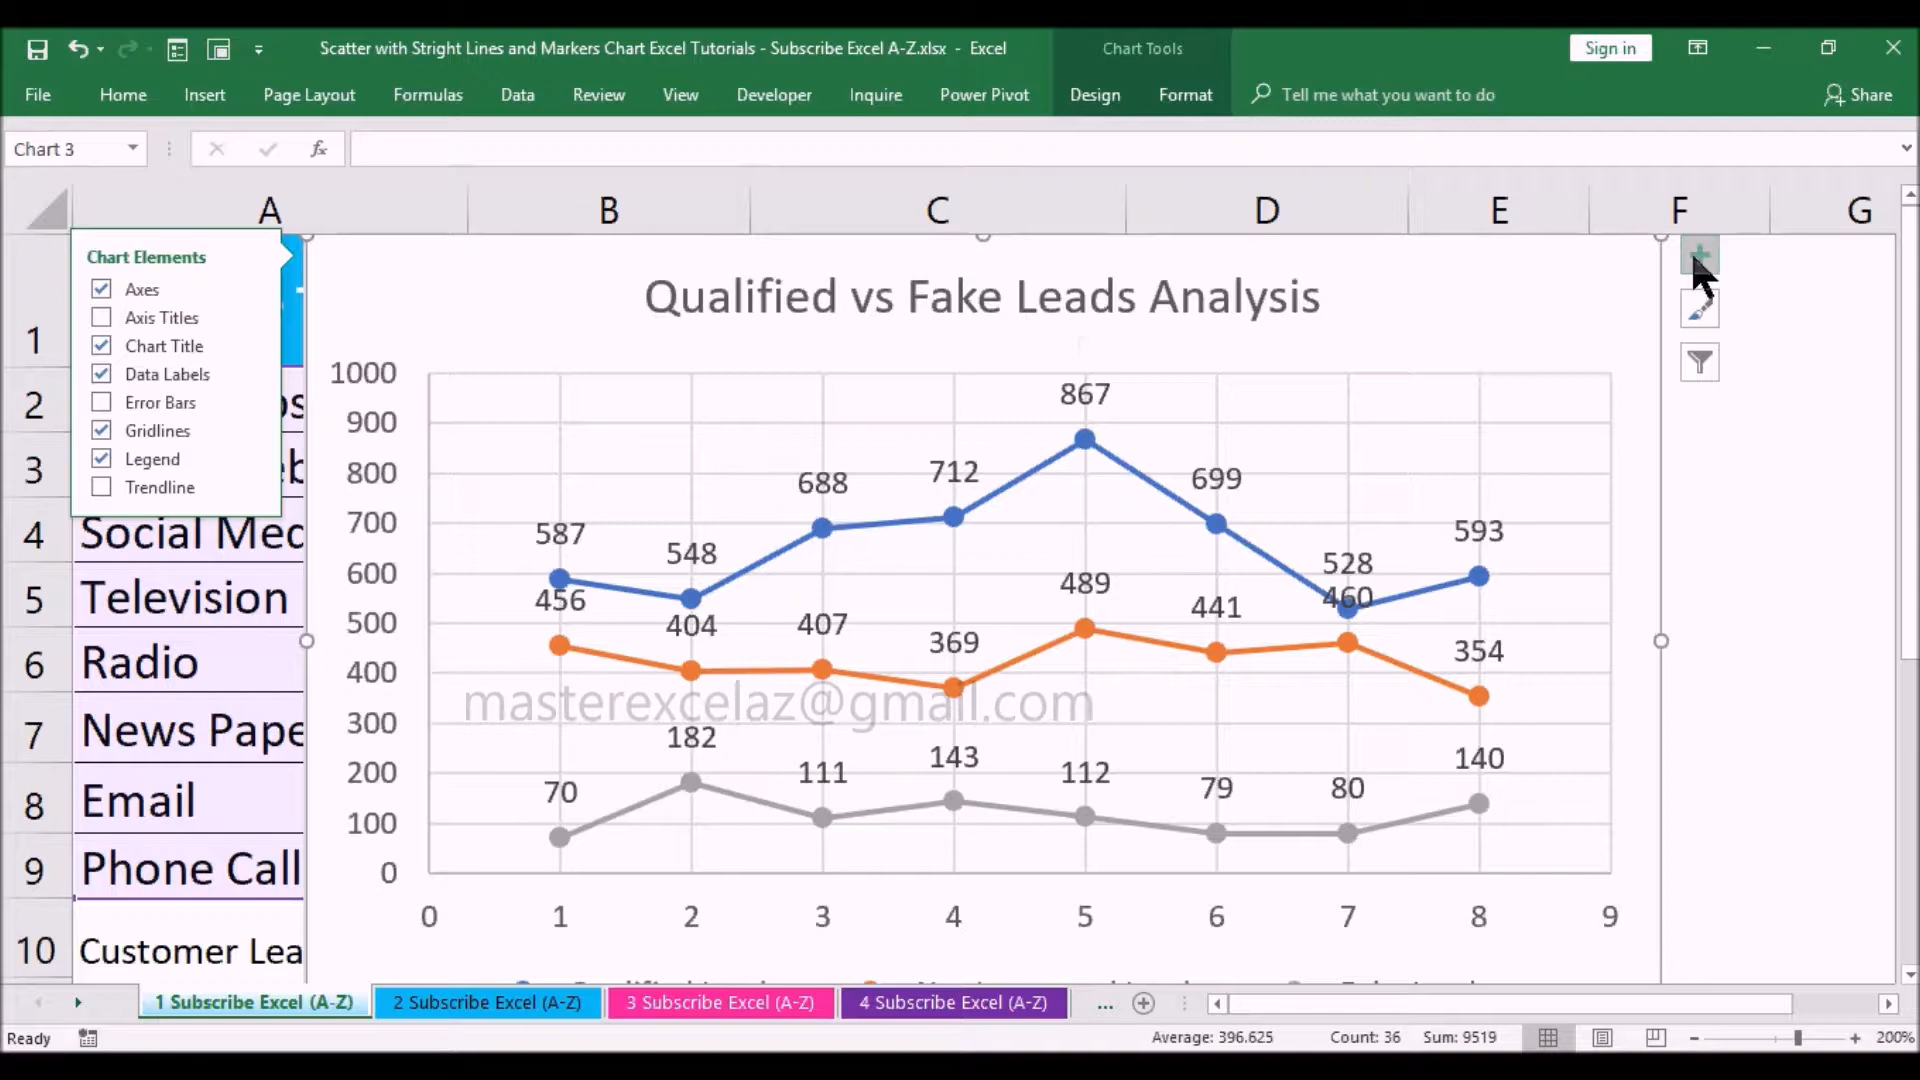 Scatter with Stright Lines and Markers Chart Excel Tutorials - Subscribe Excel A-Z.xlsx - Excel
Chart Tools
Sign in
File Home Insert Page Layout Formulas Data Review View Developer Inquire Power Pivot Design Format Tell me what you want to do Share
Chart 3
fx
A B C D E F G
Chart Elements
Axes
Axis Titles
Chart Title
Data Labels
Error Bars
Gridlines
Legend
Trendline
1
2
3
4 Social Med
5 Television
6 Radio
7 News Pape
8 Email
9 Phone Call
10 Customer Lea
Qualified vs Fake Leads Analysis
1000
900
800
700
600
500
400
300
200
100
0
587 548 688 712 867 699 528 593
456 404 407 369 489 441 460 354
masterexcelaz@gmail.com
70 182 111 143 112 79 80 140
0 1 2 3 4 5 6 7 8 9
1 Subscribe Excel (A-Z) 2 Subscribe Excel (A-Z) 3 Subscribe Excel (A-Z) 4 Subscribe Excel (A-Z) ...
Ready Average: 396.625 Count: 36 Sum: 9519 200%